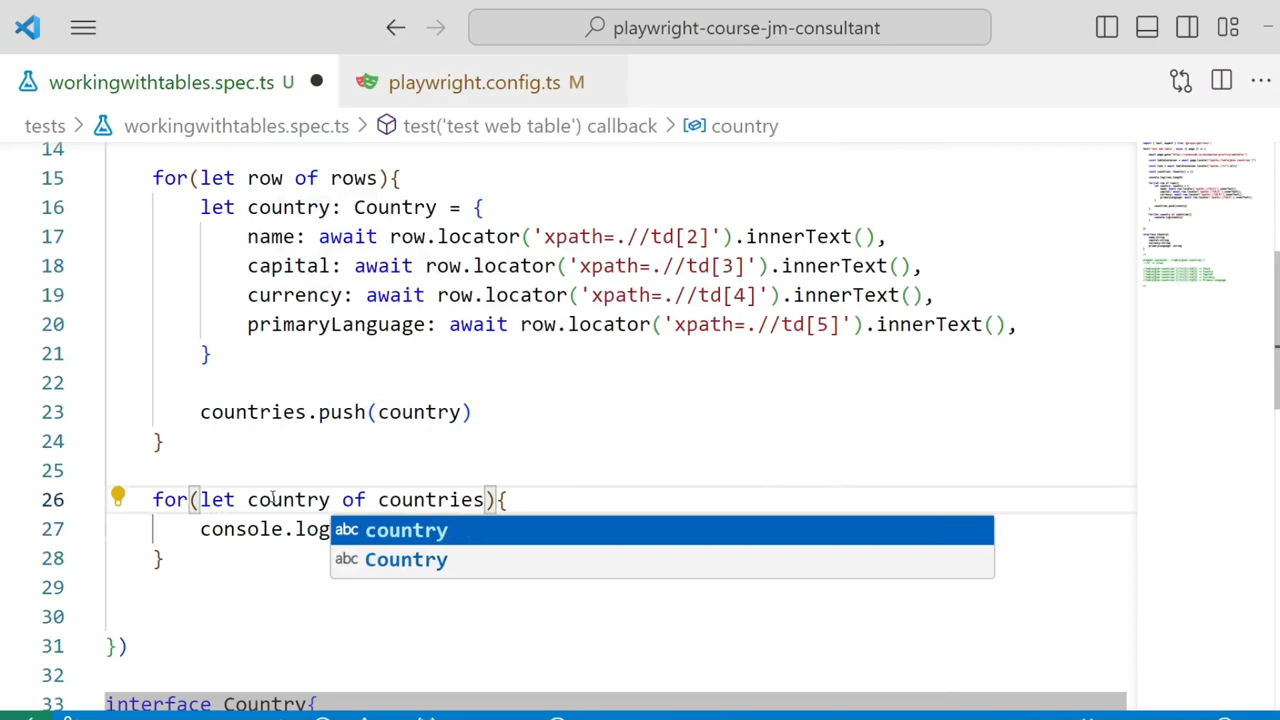 playwright-course-jm-consultant
workingwithtables.spec.ts U playwright.config.ts M
tests workingwithtables.spec.ts test('test web table') callback country
14
15 for(let row of rows){
16 let country: Country = {
17 name: await row.locator('xpath=.//td[2]').innerText(),
18 capital: await row.locator('xpath=.//td[3]').innerText(),
19 currency: await row.locator('xpath=.//td[4]').innerText(),
20 primaryLanguage: await row.locator('xpath=.//td[5]').innerText(),
21 }
22
23 countries.push(country)
24 }
25
26 for(let country of countries){
27 console.log
abc country
28 }
abc Country
29
30
31 })
32
33 interface Country{